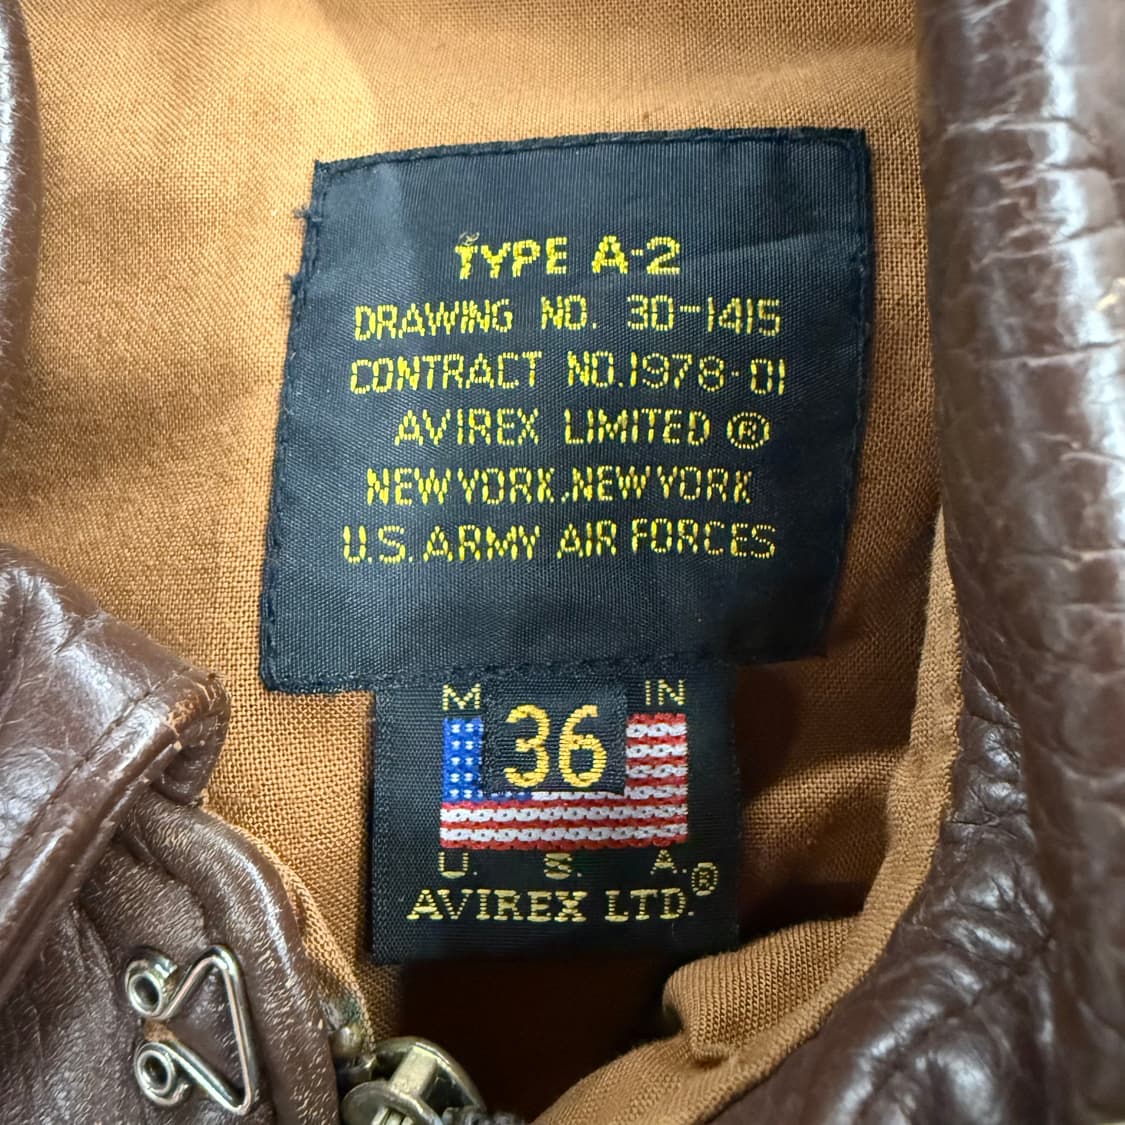 TYPE A-2
DRAWING NO. 30-1415
CONTRACT NO.1978-01
AVIREX LIMITED ®
NEW YORK,NEW YORK
U.S. ARMY AIR FORCES
M IN
36
U. S. A.
AVIREX LTD.®